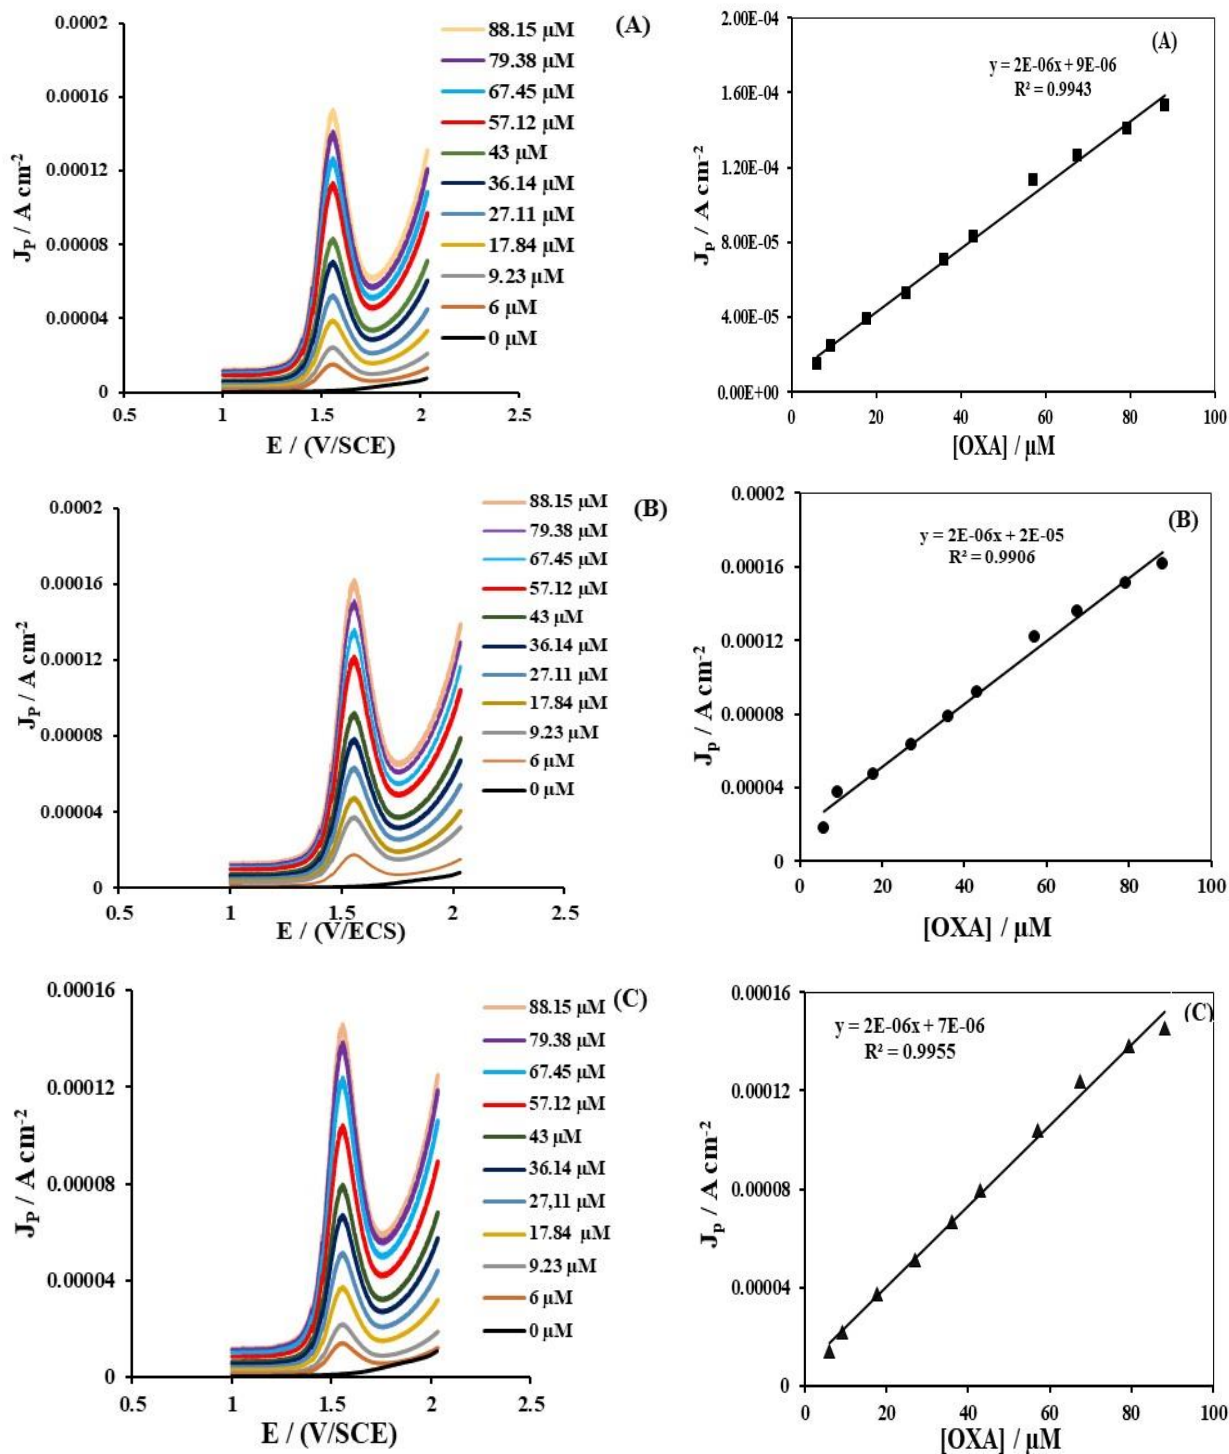 0.0002
0.00016
0.00012
0.00008
0.00004
0
J_P / A cm⁻²
0.5
1
1.5
2
2.5
E / (V/SCE)
(A)
88.15 µM
79.38 µM
67.45 µM
57.12 µM
43 µM
36.14 µM
27.11 µM
17.84 µM
9.23 µM
6 µM
0 µM
2.00E-04
1.60E-04
1.20E-04
8.00E-05
4.00E-05
0.00E+00
J_p / A cm⁻²
(A)
y = 2E-06x + 9E-06
R² = 0.9943
0
20
40
60
80
100
[OXA] / µM
0.0002
0.00016
0.00012
0.00008
0.00004
0
J_P / A cm⁻²
0.5
1
1.5
2
2.5
E / (V/ECS)
(B)
88.15 µM
79.38 µM
67.45 µM
57.12 µM
43 µM
36.14 µM
27.11 µM
17.84 µM
9.23 µM
6 µM
0 µM
0.0002
0.00016
0.00012
0.00008
0.00004
0
J_p / A cm⁻²
(B)
y = 2E-06x + 2E-05
R² = 0.9906
0
20
40
60
80
100
[OXA] / µM
0.00016
0.00012
0.00008
0.00004
0
J_P / A cm⁻²
0.5
1
1.5
2
2.5
E / (V/SCE)
(C)
88.15 µM
79.38 µM
67.45 µM
57.12 µM
43 µM
36.14 µM
27,11 µM
17.84 µM
9.23 µM
6 µM
0 µM
0.00016
0.00012
0.00008
0.00004
0
J_p / A cm⁻²
(C)
y = 2E-06x + 7E-06
R² = 0.9955
0
20
40
60
80
100
[OXA] / µM